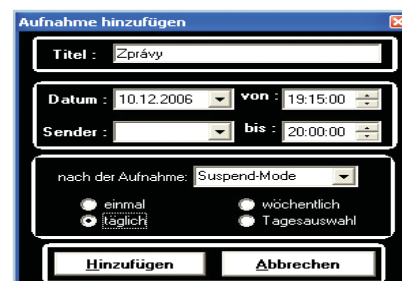 Aufnahme hinzufügen
Titel : Zprávy
Datum : 10.12.2006 von : 19:15:00
Sender : bis : 20:00:00
nach der Aufnahme: Suspend-Mode
einmal wöchentlich
täglich Tagesauswahl
Hinzufügen Abbrechen